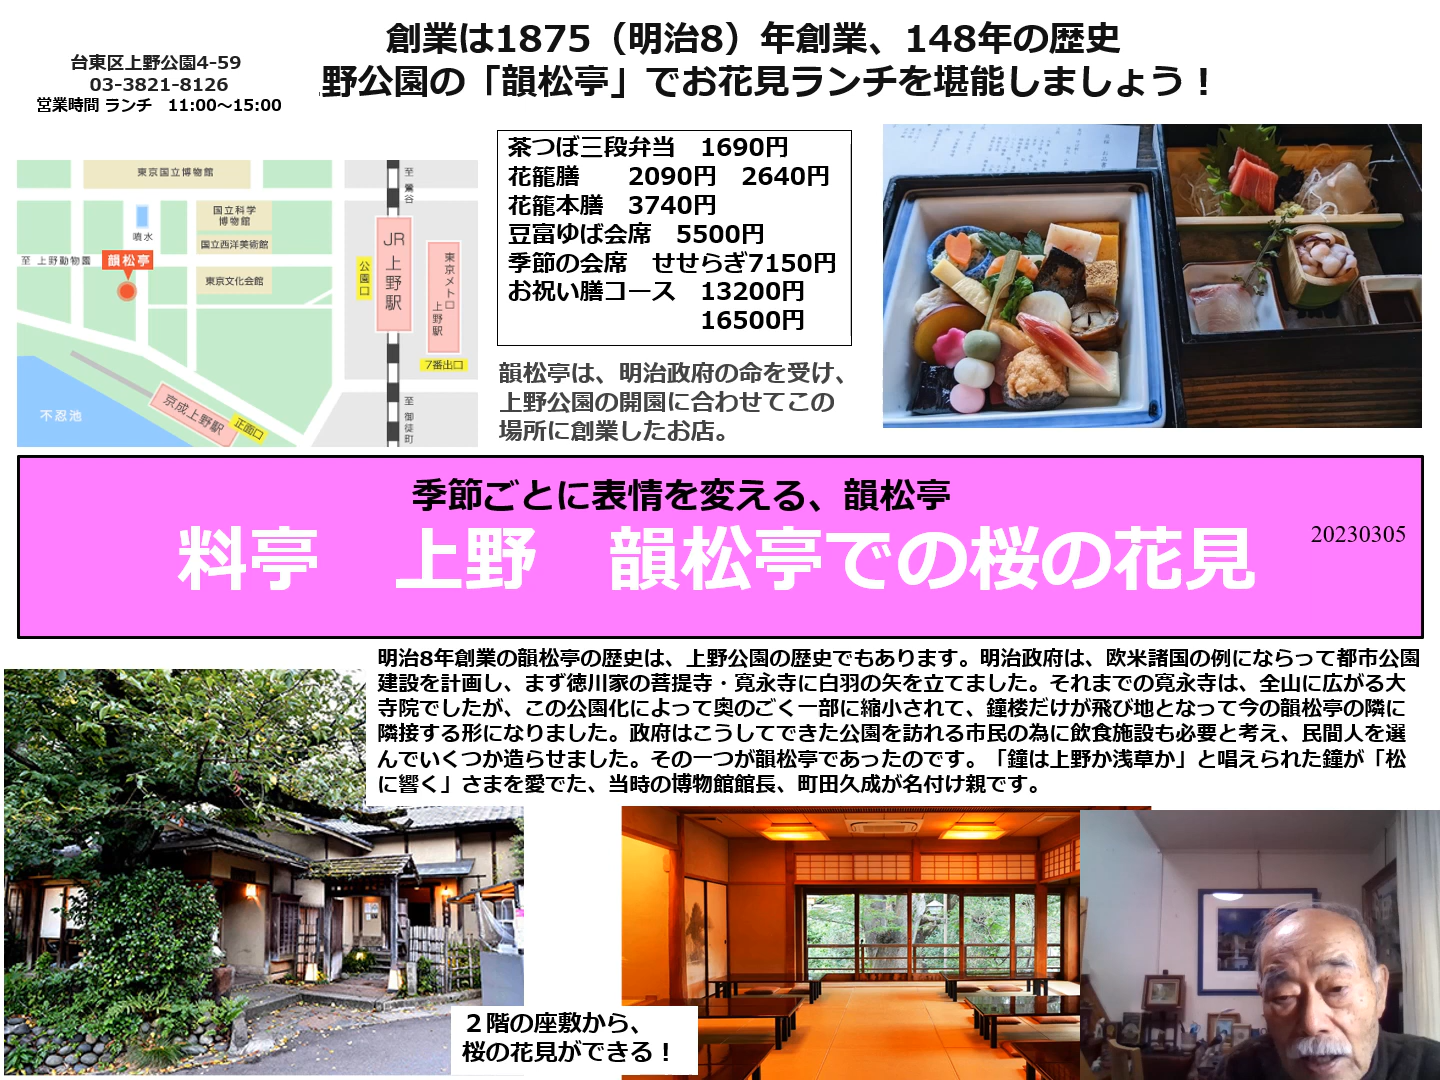 創業は1875（明治8）年創業、148年の歴史
野公園の「韻松亭」でお花見ランチを堪能しましょう！
台東区上野公園4-59
03-3821-8126
営業時間 ランチ　11:00～15:00
茶つぼ三段弁当　1690円
花籠膳　　2090円　2640円
花籠本膳　3740円
豆富ゆば会席　5500円
季節の会席　せせらぎ7150円
お祝い膳コース　13200円
16500円
東京国立博物館
国立科学
博物館
噴水
国立西洋美術館
至 上野動物園
韻松亭
東京文化会館
至 鶯谷
JR上野駅
公園口
東京メトロ上野駅
7番出口
不忍池
京成上野駅
正面口
至 御徒町
韻松亭は、明治政府の命を受け、
上野公園の開園に合わせてこの
場所に創業したお店。
季節ごとに表情を変える、韻松亭
料亭　上野　韻松亭での桜の花見
20230305
明治8年創業の韻松亭の歴史は、上野公園の歴史でもあります。明治政府は、欧米諸国の例にならって都市公園
建設を計画し、まず徳川家の菩提寺・寛永寺に白羽の矢を立てました。それまでの寛永寺は、全山に広がる大
寺院でしたが、この公園化によって奥のごく一部に縮小されて、鐘楼だけが飛び地となって今の韻松亭の隣に
隣接する形になりました。政府はこうしてできた公園を訪れる市民の為に飲食施設も必要と考え、民間人を選
んでいくつか造らせました。その一つが韻松亭であったのです。「鐘は上野か浅草か」と唱えられた鐘が「松
に響く」さまを愛でた、当時の博物館館長、町田久成が名付け親です。
２階の座敷から、
桜の花見ができる！